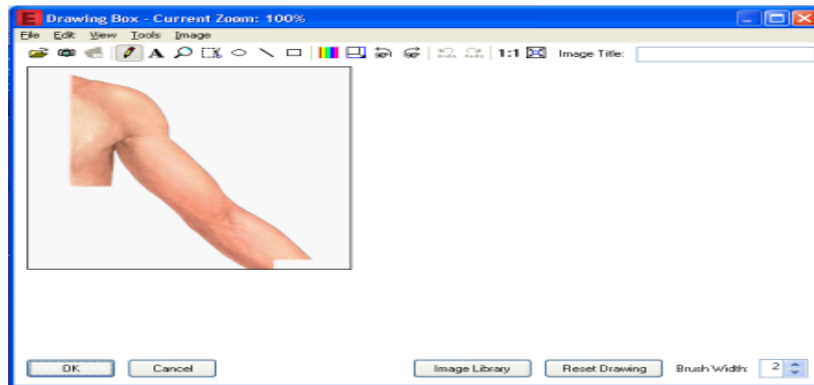 E Drawing Box - Current Zoom: 100%
File Edit View Tools Image
A 1:1 Image Title:
OK Cancel Image Library Reset Drawing Brush Width: 2